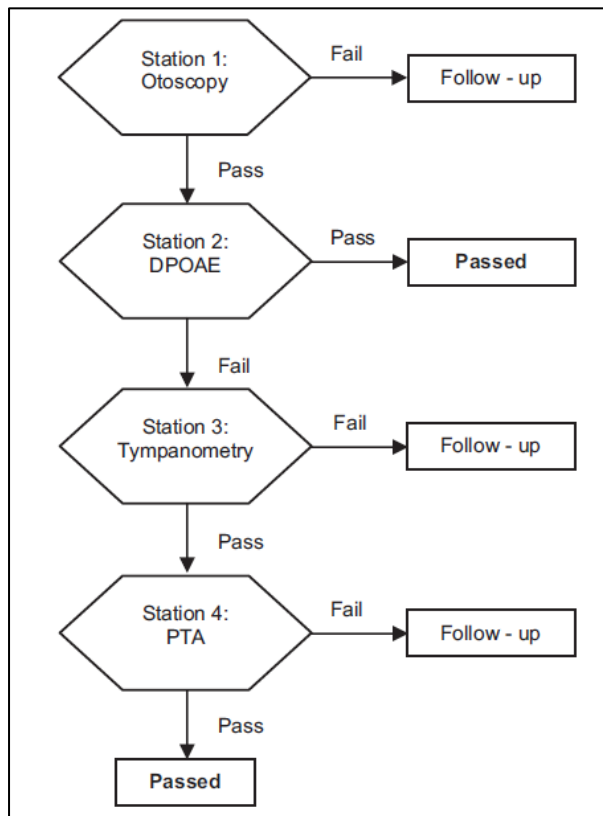 Station 1:
Otoscopy
Fail
Follow - up
Pass
Station 2:
DPOAE
Pass
Passed
Fail
Station 3:
Tympanometry
Fail
Follow - up
Pass
Station 4:
PTA
Fail
Follow - up
Pass
Passed